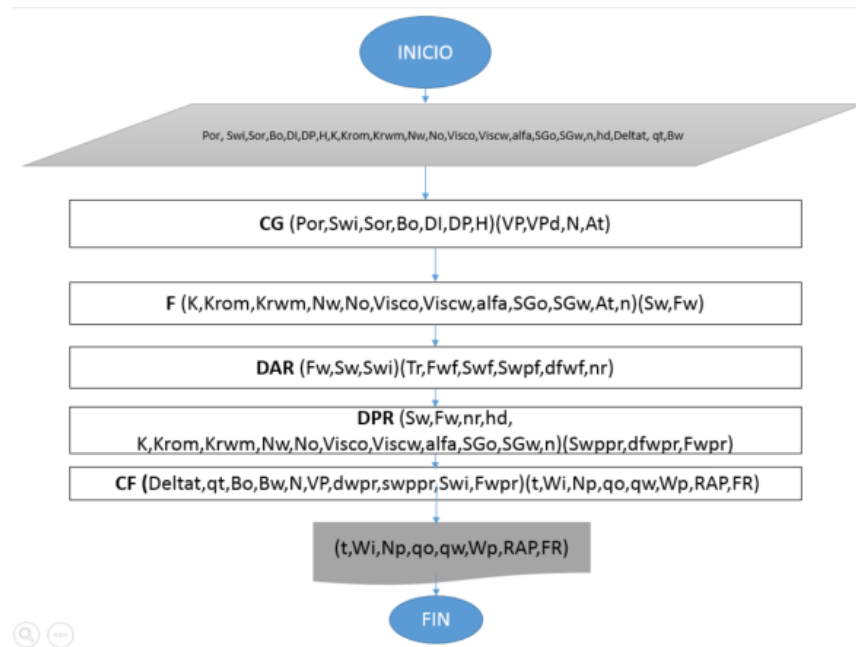 INICIO
Por, Swi,Sor,Bo,DI,DP,H,K,Krom,Krwm,Nw,No,Visco,Viscw,alfa,SGo,SGw,n,hd,Deltat, qt,Bw
CG (Por,Swi,Sor,Bo,DI,DP,H)(VP,VPd,N,At)
F (K,Krom,Krwm,Nw,No,Visco,Viscw,alfa,SGo,SGw,At,n)(Sw,Fw)
DAR (Fw,Sw,Swi)(Tr,Fwf,Swf,Swpf,dfwf,nr)
DPR (Sw,Fw,nr,hd,
K,Krom,Krwm,Nw,No,Visco,Viscw,alfa,SGo,SGw,n)(Swppr,dfwpr,Fwpr)
CF (Deltat,qt,Bo,Bw,N,VP,dwpr,swppr,Swi,Fwpr)(t,Wi,Np,qo,qw,Wp,RAP,FR)
(t,Wi,Np,qo,qw,Wp,RAP,FR)
FIN